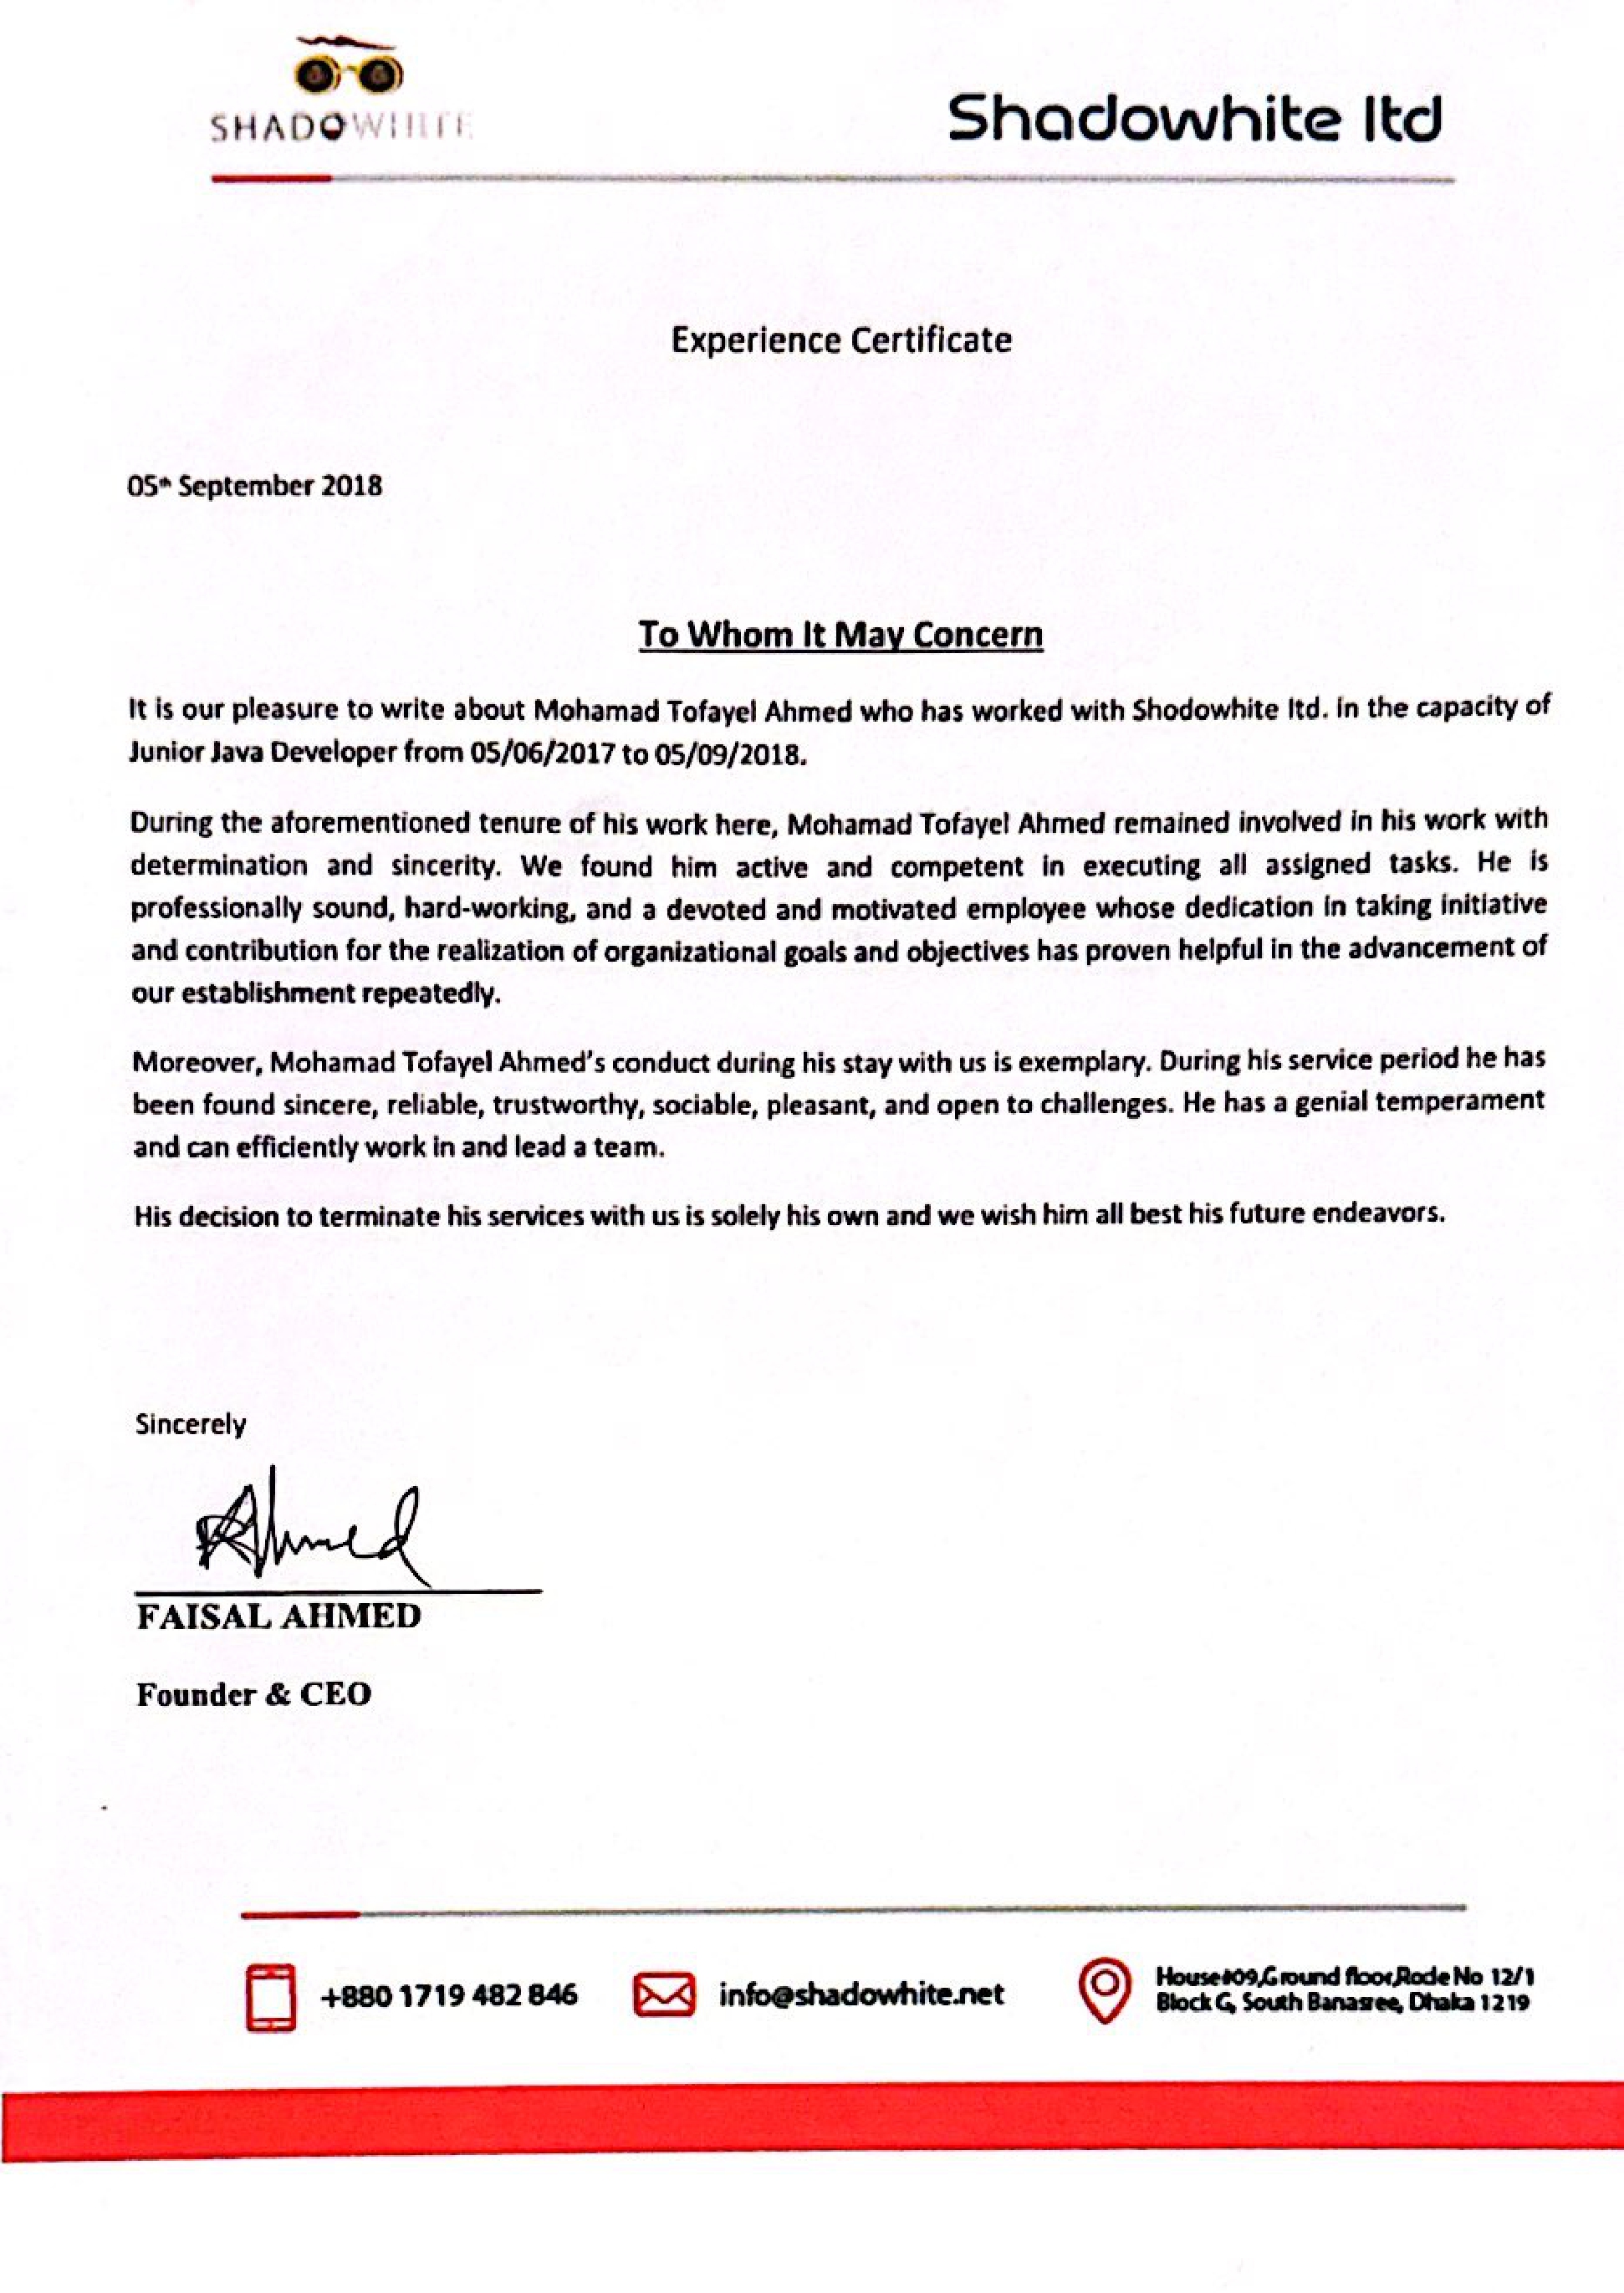 SHADOWHITE
Shadowhite ltd
Experience Certificate
05th September 2018
To Whom It May Concern
It is our pleasure to write about Mohamad Tofayel Ahmed who has worked with Shodowhite ltd. in the capacity of
Junior Java Developer from 05/06/2017 to 05/09/2018.
During the aforementioned tenure of his work here, Mohamad Tofayel Ahmed remained involved in his work with
determination and sincerity. We found him active and competent in executing all assigned tasks. He is
professionally sound, hard-working, and a devoted and motivated employee whose dedication in taking initiative
and contribution for the realization of organizational goals and objectives has proven helpful in the advancement of
our establishment repeatedly.
Moreover, Mohamad Tofayel Ahmed's conduct during his stay with us is exemplary. During his service period he has
been found sincere, reliable, trustworthy, sociable, pleasant, and open to challenges. He has a genial temperament
and can efficiently work in and lead a team.
His decision to terminate his services with us is solely his own and we wish him all best his future endeavors.
Sincerely
Ahmed
FAISAL AHMED
Founder & CEO
+880 1719 482 846
info@shadowhite.net
House#09,Ground floor,Rode No 12/1
Block G, South Banasree, Dhaka 1219